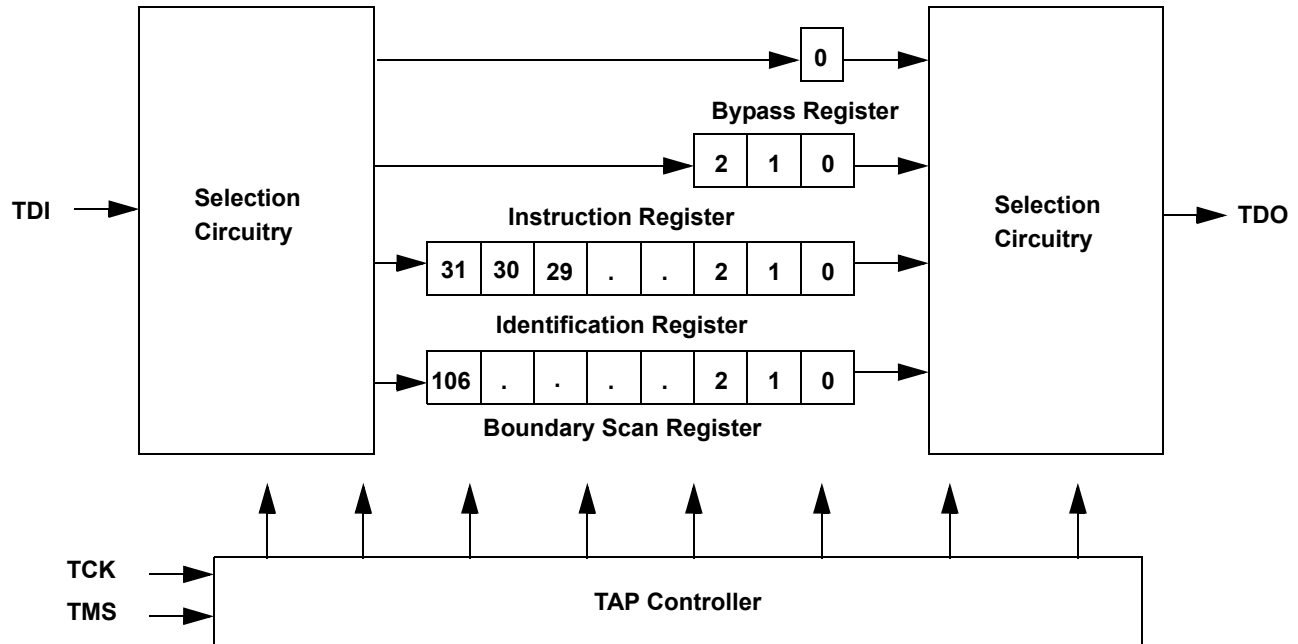 0
Bypass Register
2 1 0
Instruction Register
31 30 29 . . 2 1 0
Identification Register
106 . . . . 2 1 0
Boundary Scan Register
TDI
Selection
Circuitry
Selection
Circuitry
TDO
TCK
TMS
TAP Controller